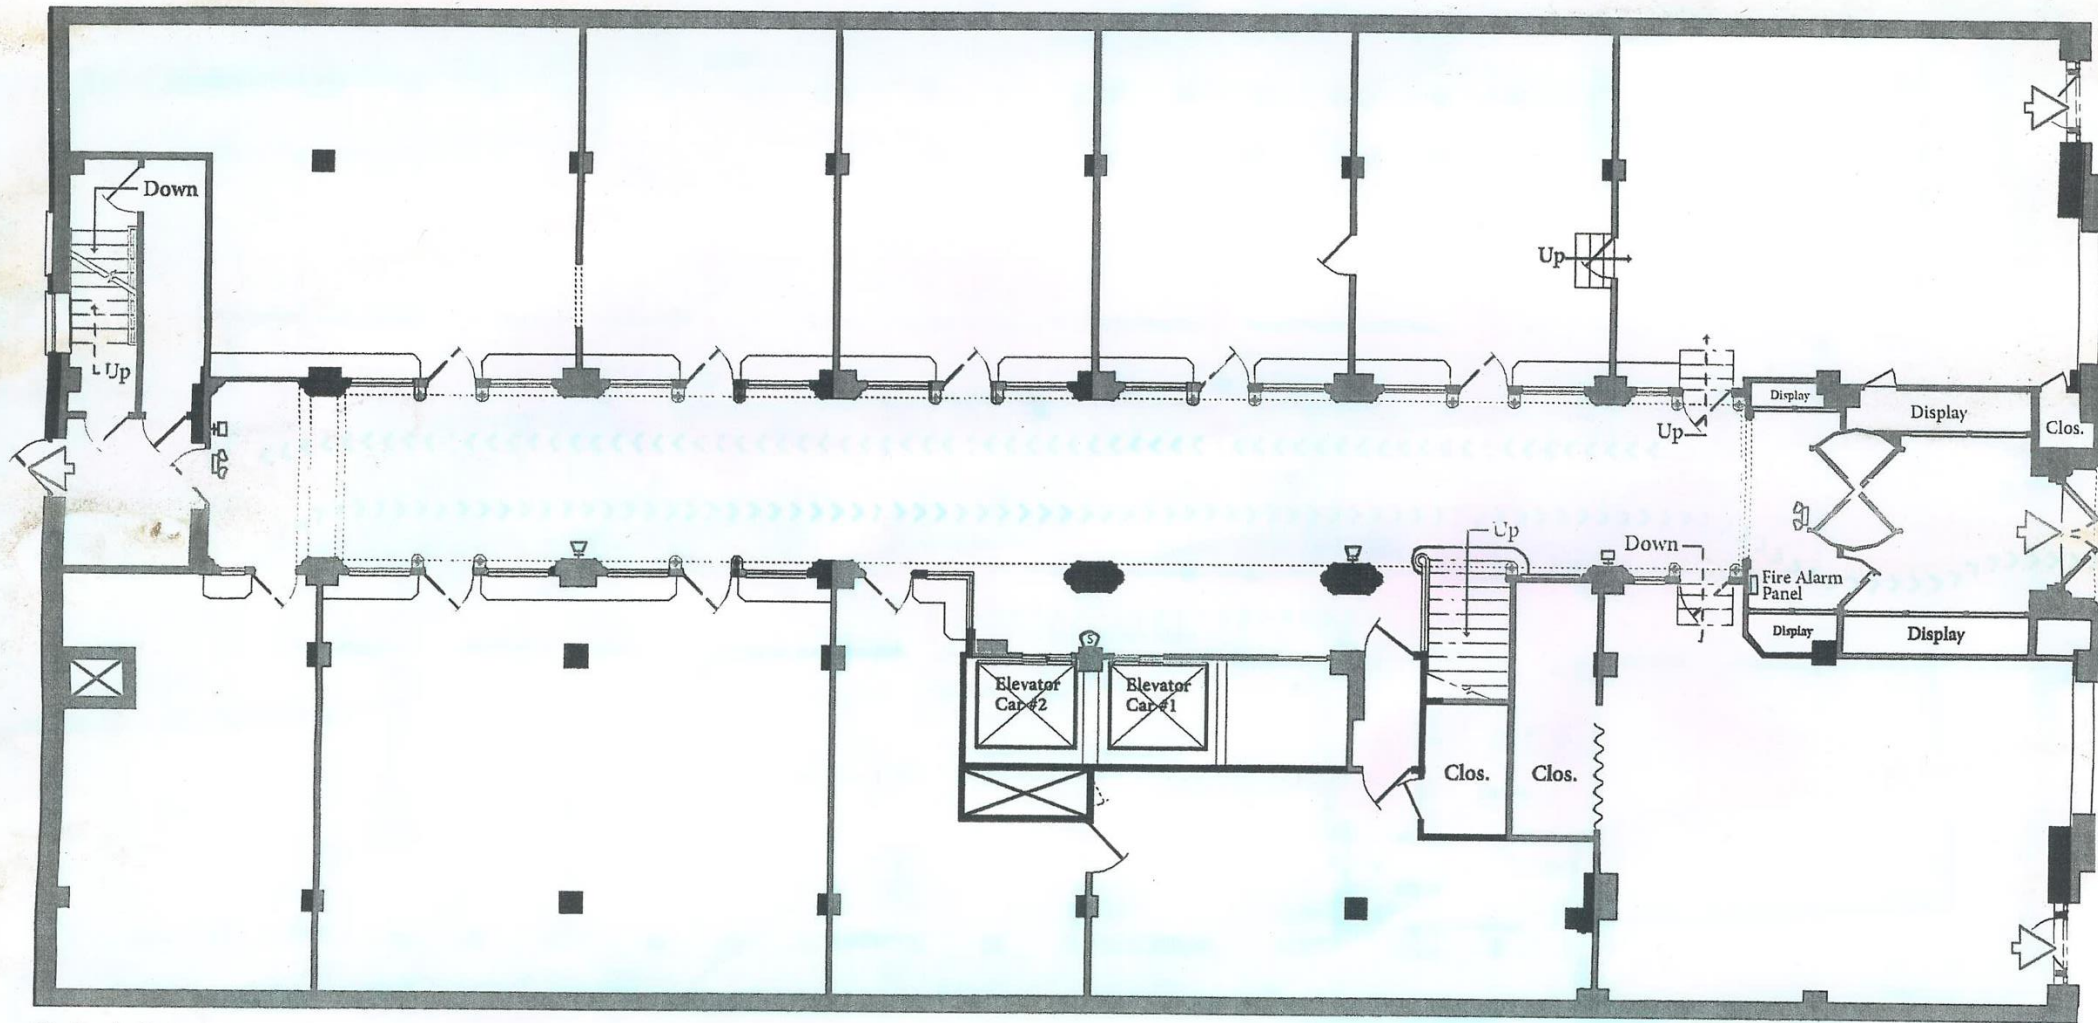 Down
Up
Up
Up
Display
Display
Clos.
Up
Down
Fire Alarm
Panel
Display
Display
Elevator
Car #2
Elevator
Car #1
Clos.
Clos.
S